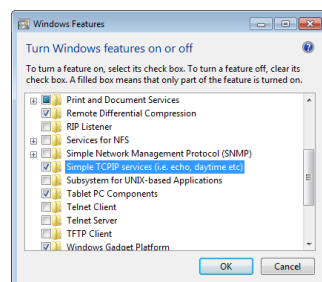 Windows Features
Turn Windows features on or off
To turn a feature on, select its check box. To turn a feature off, clear its
check box. A filled box means that only part of the feature is turned on.
Print and Document Services
Remote Differential Compression
RIP Listener
Services for NFS
Simple Network Management Protocol (SNMP)
Simple TCPIP services (i.e. echo, daytime etc)
Subsystem for UNIX-based Applications
Tablet PC Components
Telnet Client
Telnet Server
TFTP Client
Windows Gadget Platform
OK Cancel